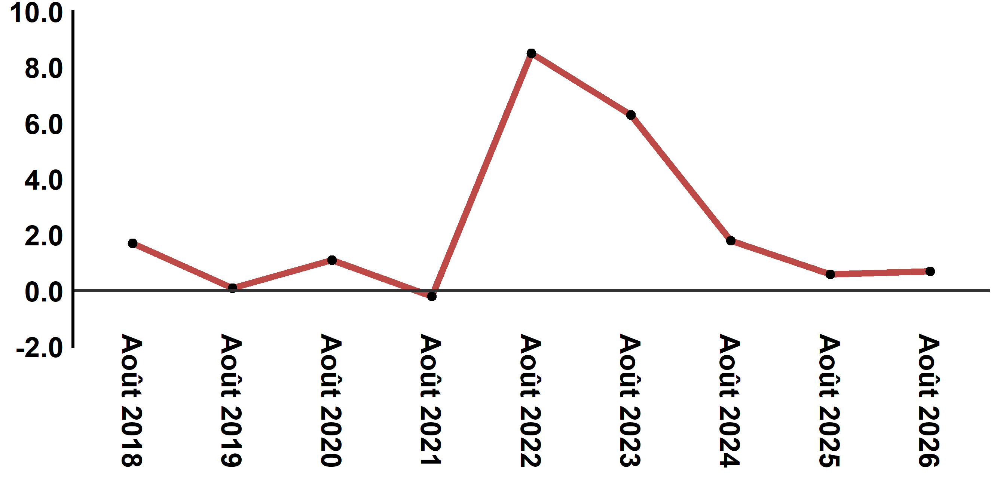 10.0
8.0
6.0
4.0
2.0
0.0
-2.0
Août 2018
Août 2019
Août 2020
Août 2021
Août 2022
Août 2023
Août 2024
Août 2025
Août 2026